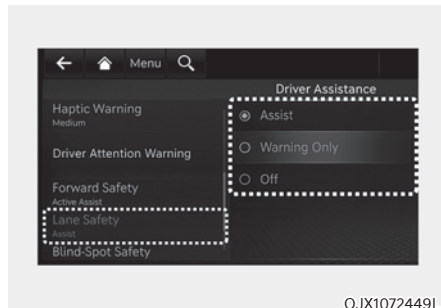 Menu
Driver Assistance
Haptic Warning
Medium
Driver Attention Warning
Forward Safety
Active Assist
Lane Safety
Assist
Blind-Spot Safety
Assist
Warning Only
Off
OJX1072449L